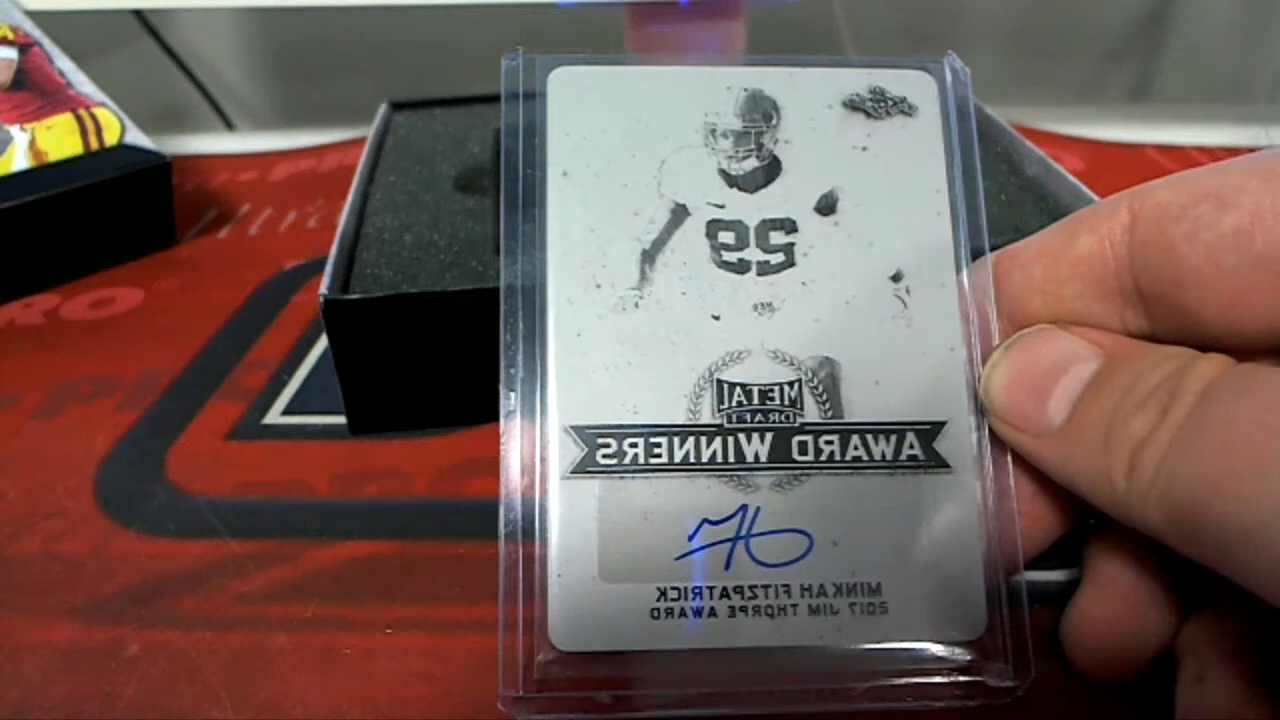 29
METAL
DRAFT
AWARD WINNERS
MINKAH FITZPATRICK
2017 JIM THORPE AWARD